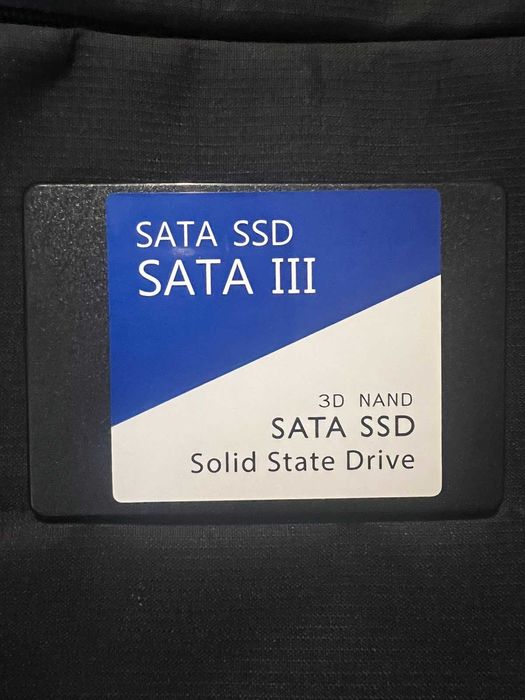 SATA SSD
SATA III
3D NAND
SATA SSD
Solid State Drive